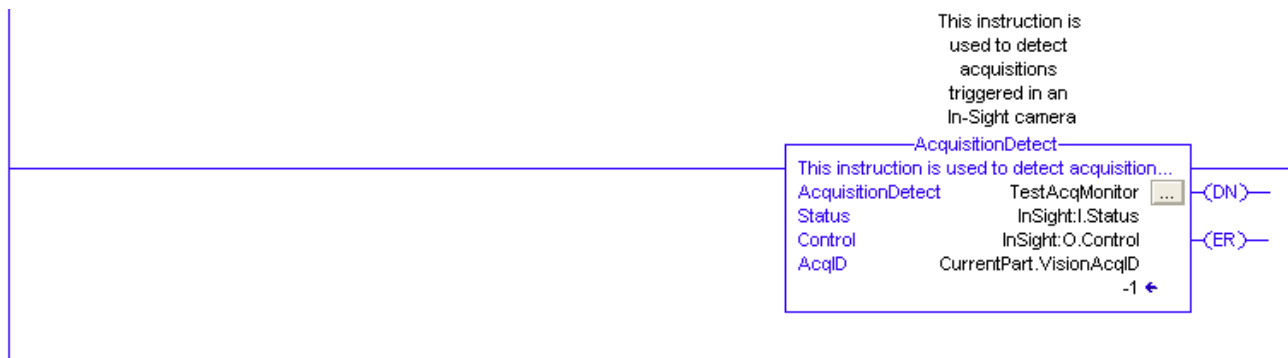 This instruction is
used to detect
acquisitions
triggered in an
In-Sight camera
AcquisitionDetect
This instruction is used to detect acquisition...
AcquisitionDetect TestAcqMonitor ... (DN)
Status InSight:I.Status
Control InSight:O.Control (ER)
AcqID CurrentPart.VisionAcqID
-1